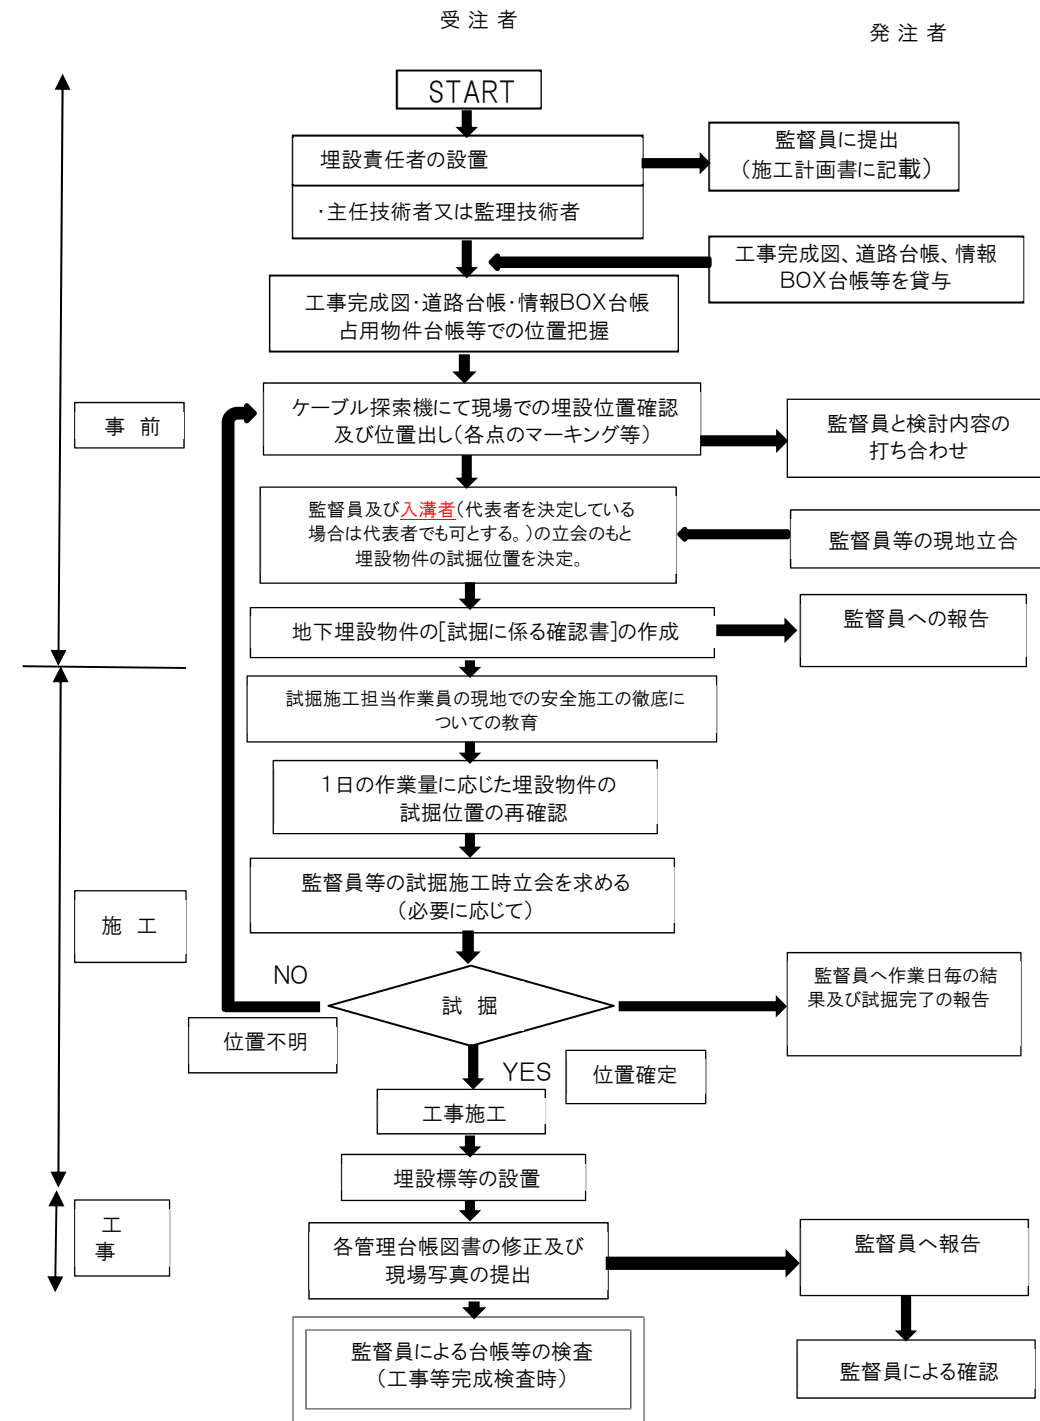 受 注 者
発 注 者
START
埋設責任者の設置
監督員に提出
（施工計画書に記載）
・主任技術者又は監理技術者
工事完成図、道路台帳、情報
BOX台帳等を貸与
工事完成図・道路台帳・情報BOX台帳
占用物件台帳等での位置把握
事 前
ケーブル探索機にて現場での埋設位置確認
及び位置出し（各点のマーキング等）
監督員と検討内容の
打ち合わせ
監督員及び入溝者（代表者を決定している
場合は代表者でも可とする。）の立会のもと
埋設物件の試掘位置を決定。
監督員等の現地立合
地下埋設物件の[試掘に係る確認書]の作成
監督員への報告
試掘施工担当作業員の現地での安全施工の徹底に
ついての教育
1日の作業量に応じた埋設物件の
試掘位置の再確認
監督員等の試掘施工時立会を求める
（必要に応じて）
施 工
NO
試 掘
監督員へ作業日毎の結
果及び試掘完了の報告
位置不明
YES
位置確定
工事施工
埋設標等の設置
工
事
各管理台帳図書の修正及び
現場写真の提出
監督員へ報告
監督員による台帳等の検査
（工事等完成検査時）
監督員による確認